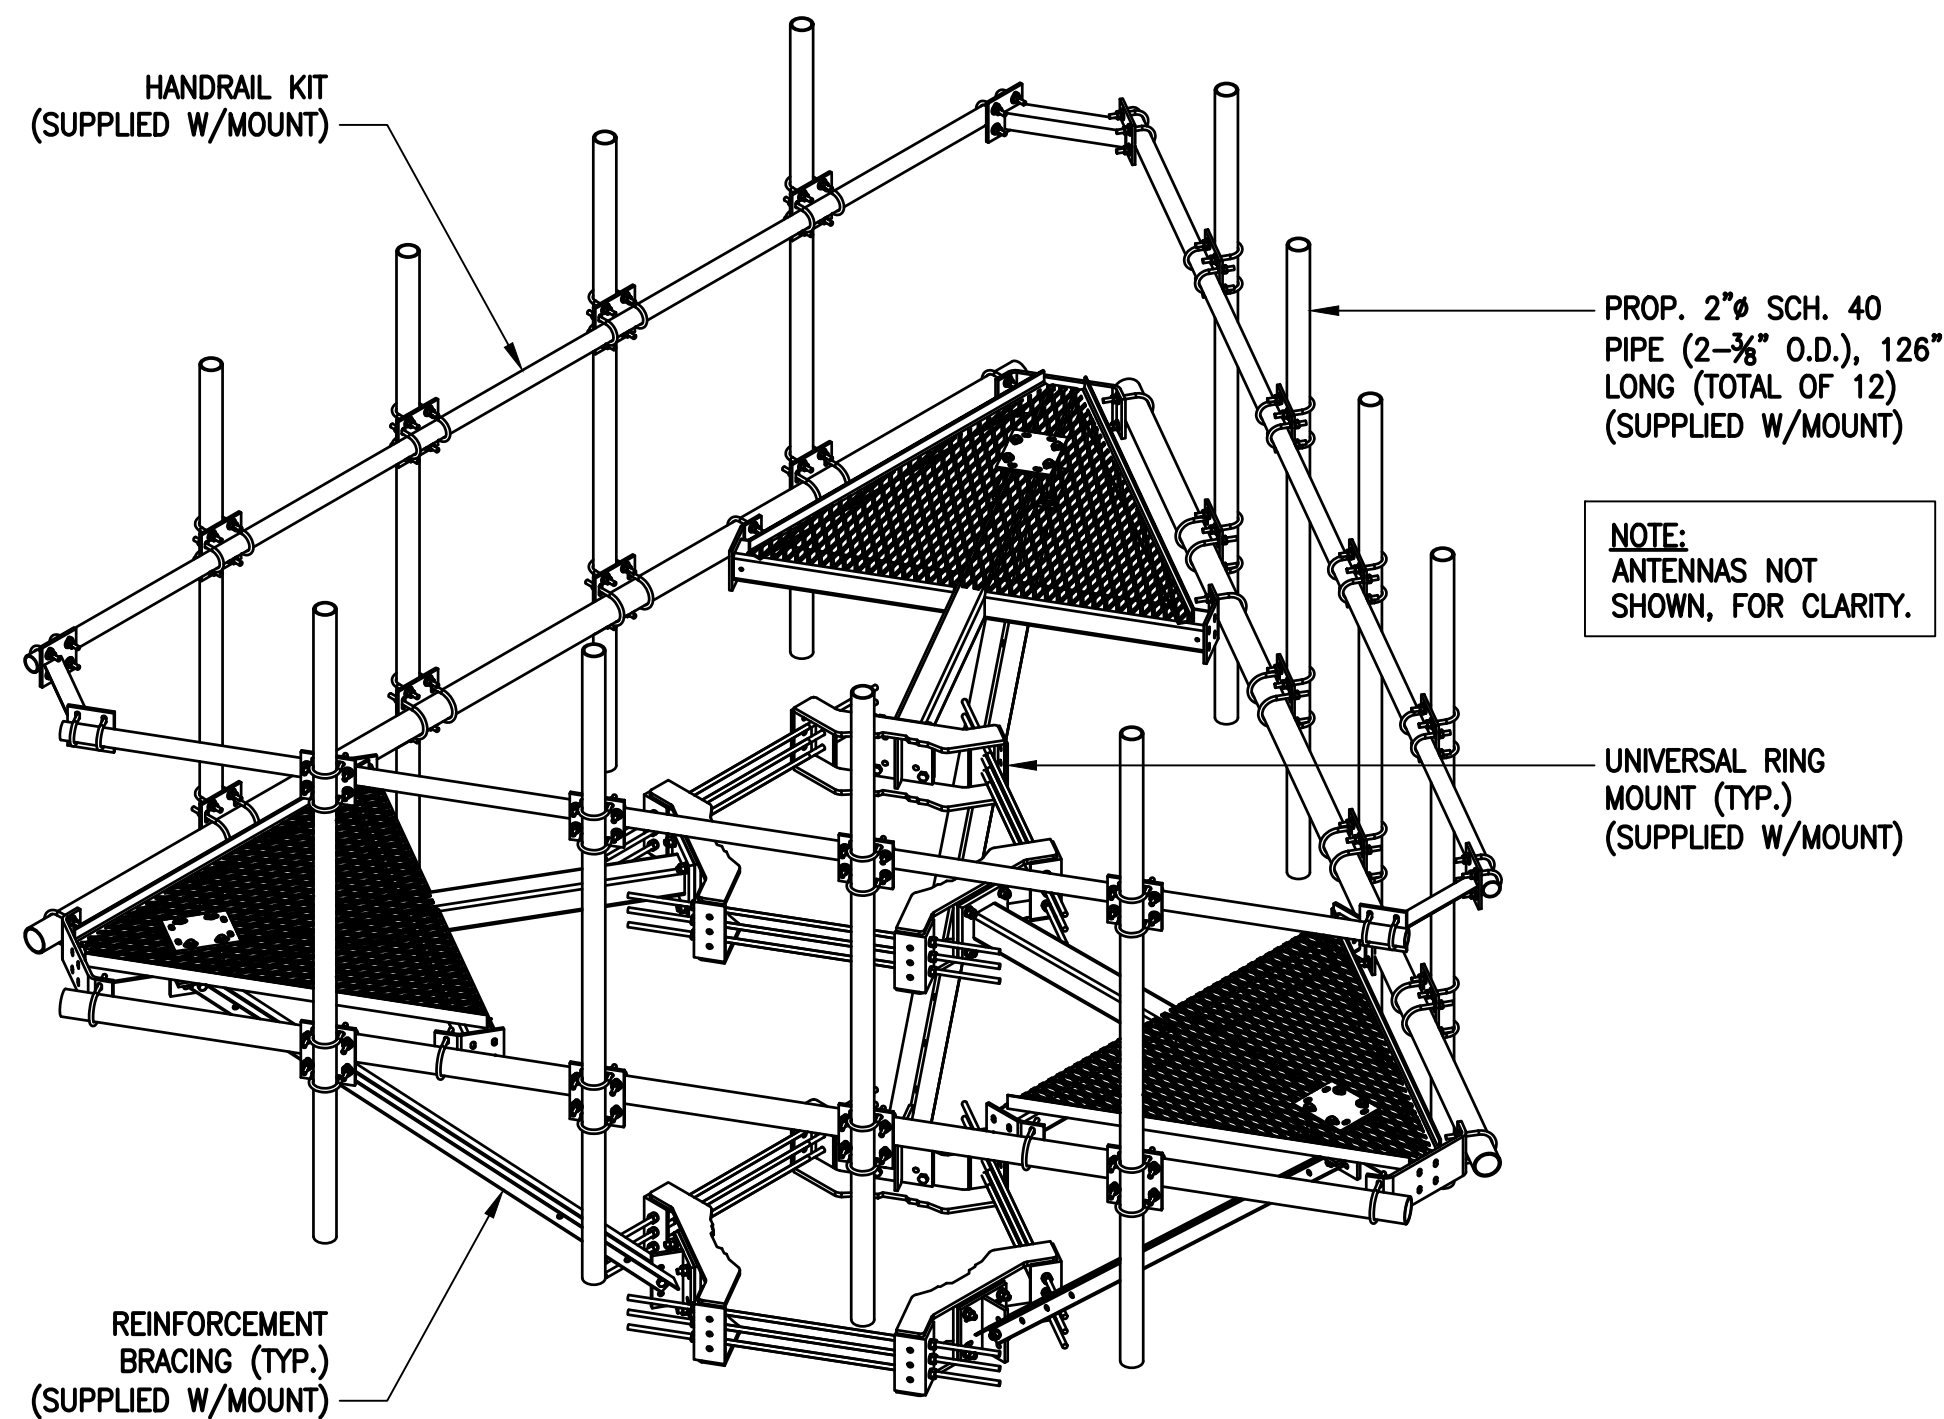 HANDRAIL KIT
(SUPPLIED W/MOUNT)
PROP. 2"ø SCH. 40
PIPE (2-⅜" O.D.), 126"
LONG (TOTAL OF 12)
(SUPPLIED W/MOUNT)
NOTE:
ANTENNAS NOT
SHOWN, FOR CLARITY.
UNIVERSAL RING
MOUNT (TYP.)
(SUPPLIED W/MOUNT)
REINFORCEMENT
BRACING (TYP.)
(SUPPLIED W/MOUNT)